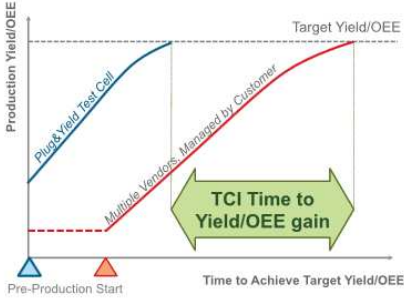 Target Yield/OEE
Production Yield/OEE
Plug&Yield Test Cell
Multiple Vendors, Managed by Customer
TCI Time to
Yield/OEE gain
Pre-Production Start
Time to Achieve Target Yield/OEE